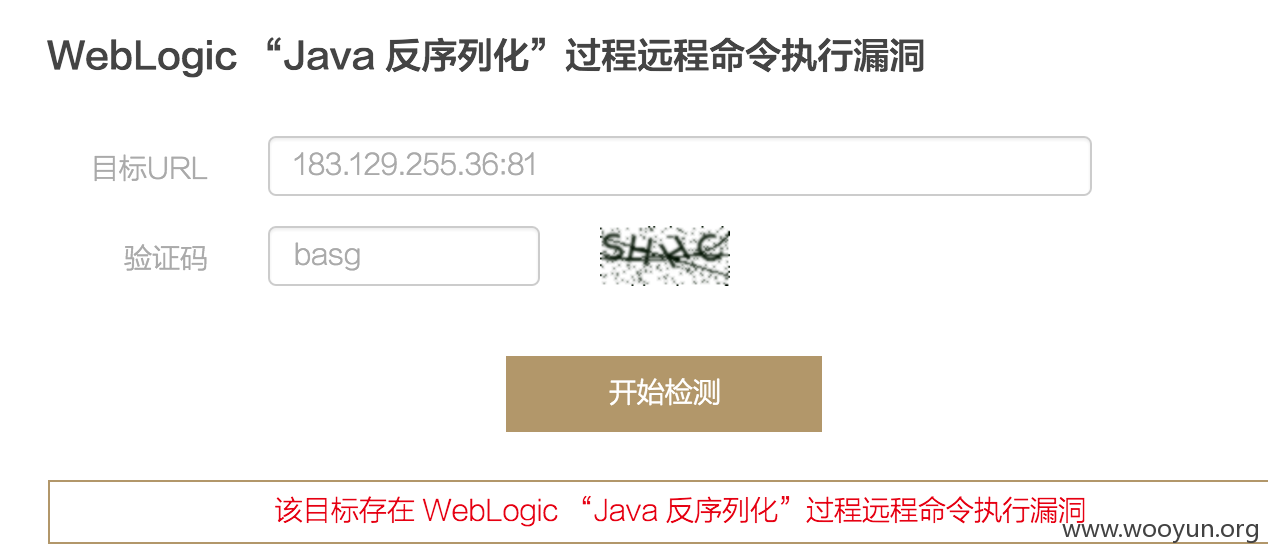 WebLogic “Java 反序列化”过程远程命令执行漏洞
目标URL 183.129.255.36:81
验证码 basg
开始检测
该目标存在 WebLogic “Java 反序列化”过程远程命令执行漏洞
www.wooyun.org